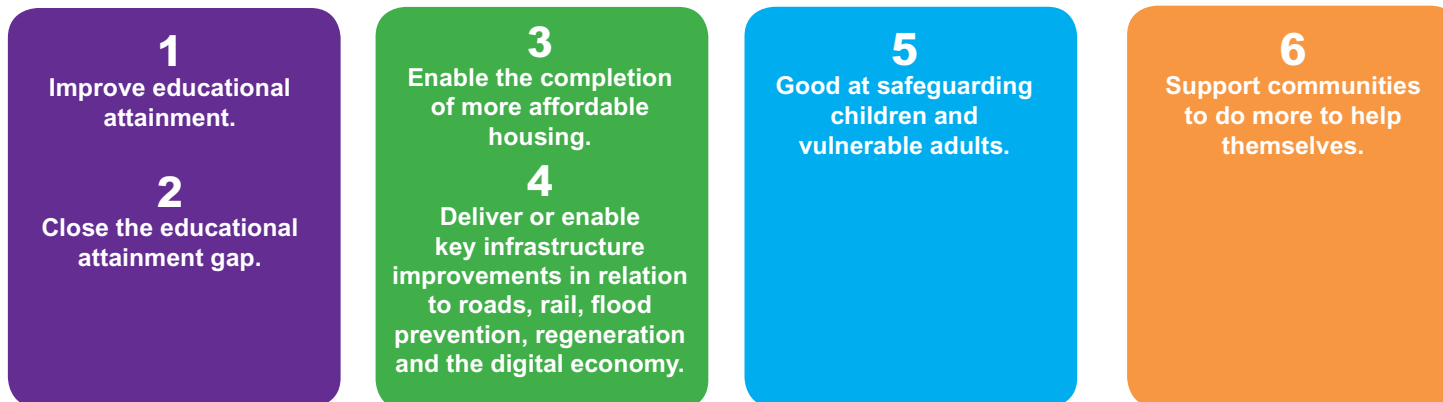 1
Improve educational
attainment.
2
Close the educational
attainment gap.
3
Enable the completion
of more affordable
housing.
4
Deliver or enable
key infrastructure
improvements in relation
to roads, rail, flood
prevention, regeneration
and the digital economy.
5
Good at safeguarding
children and
vulnerable adults.
6
Support communities
to do more to help
themselves.